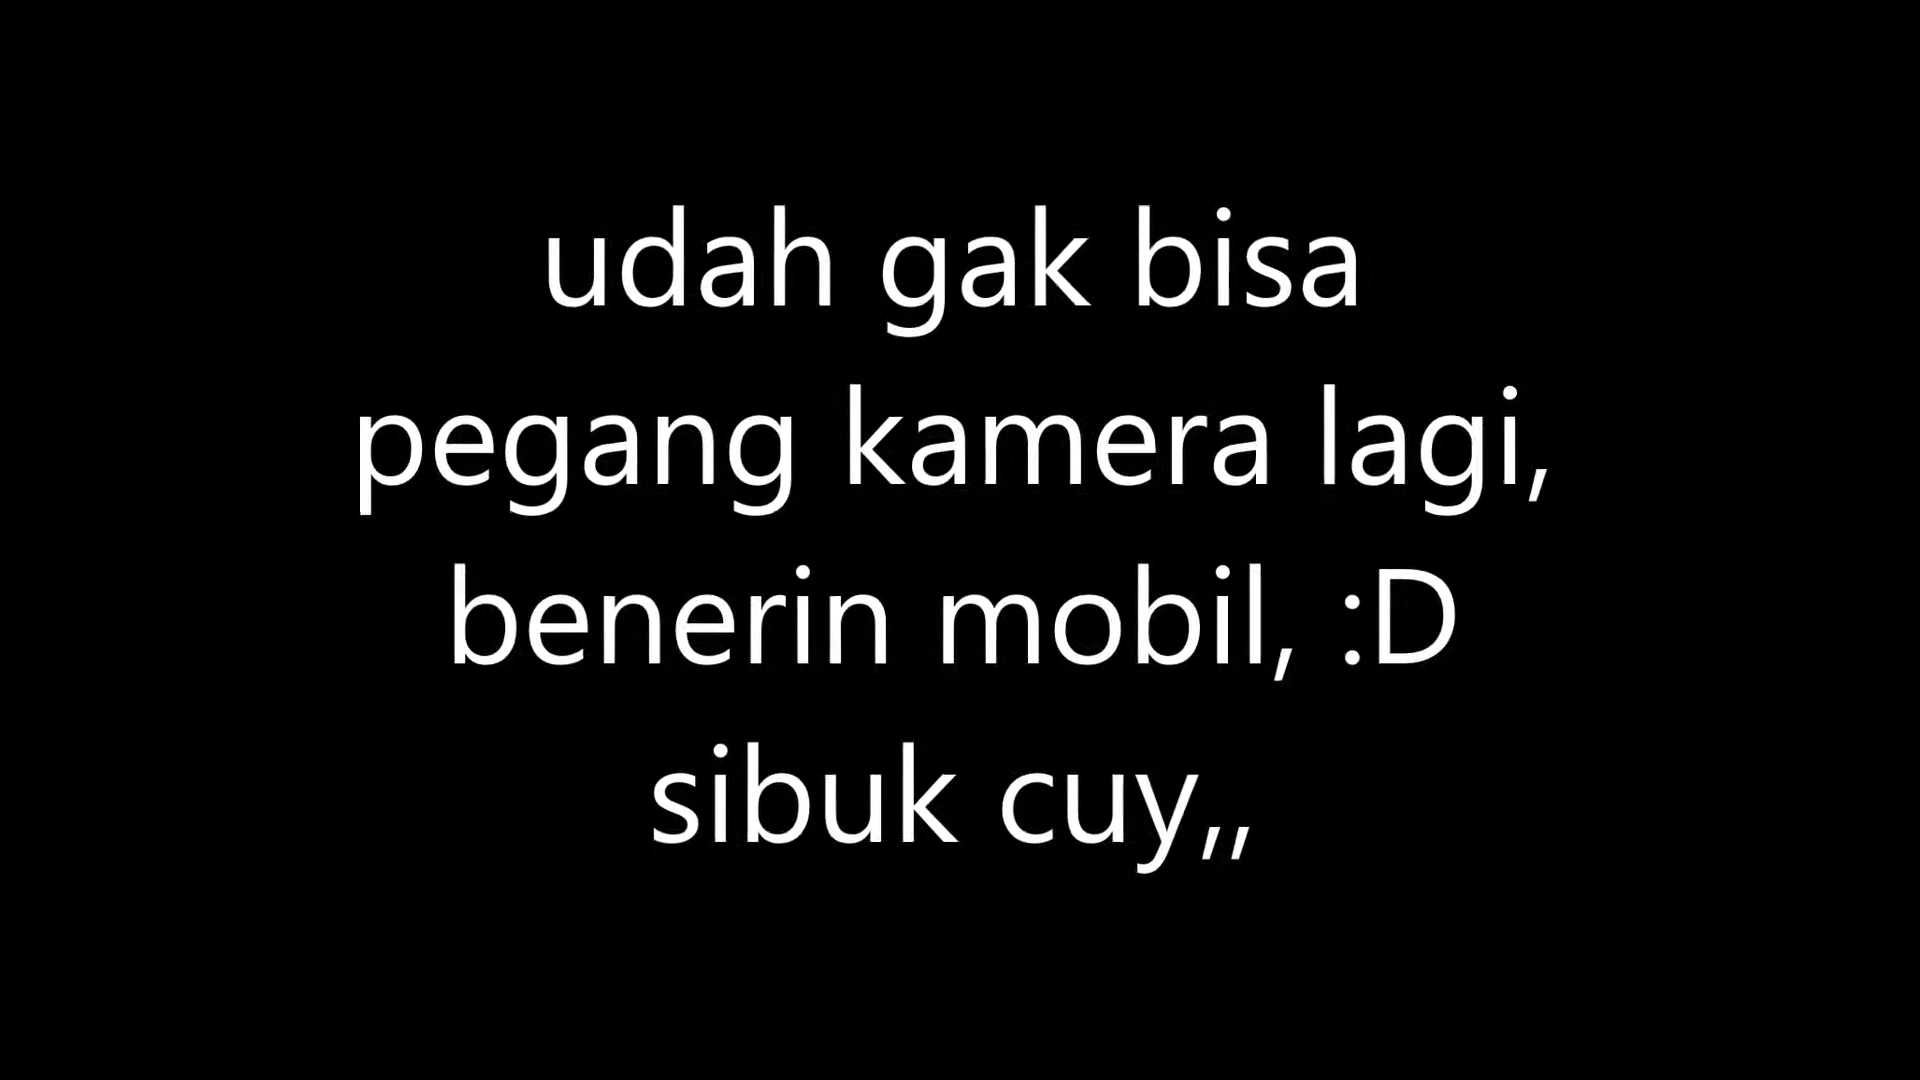 udah gak bisa
pegang kamera lagi,
benerin mobil, :D
sibuk cuy,,